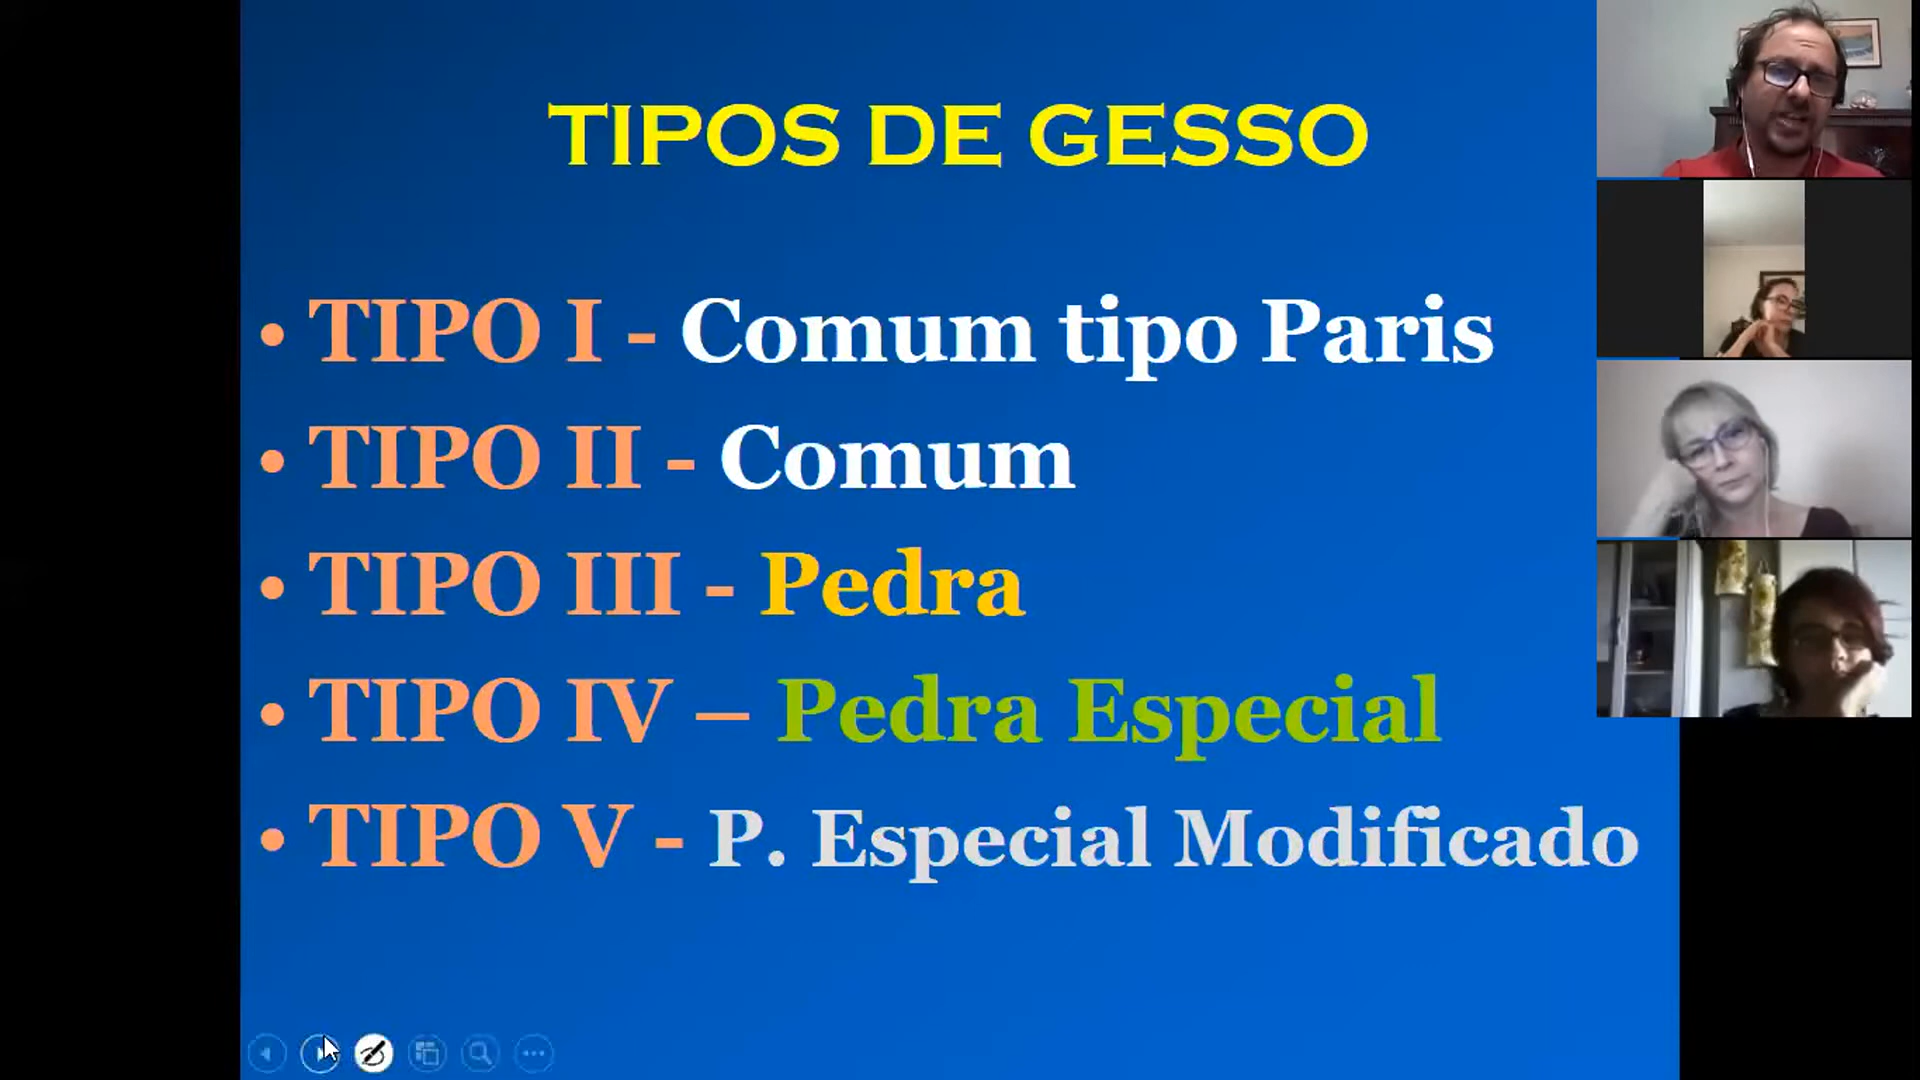 TIPOS DE GESSO
• TIPO I - Comum tipo Paris
• TIPO II - Comum
• TIPO III - Pedra
• TIPO IV – Pedra Especial
• TIPO V - P. Especial Modificado